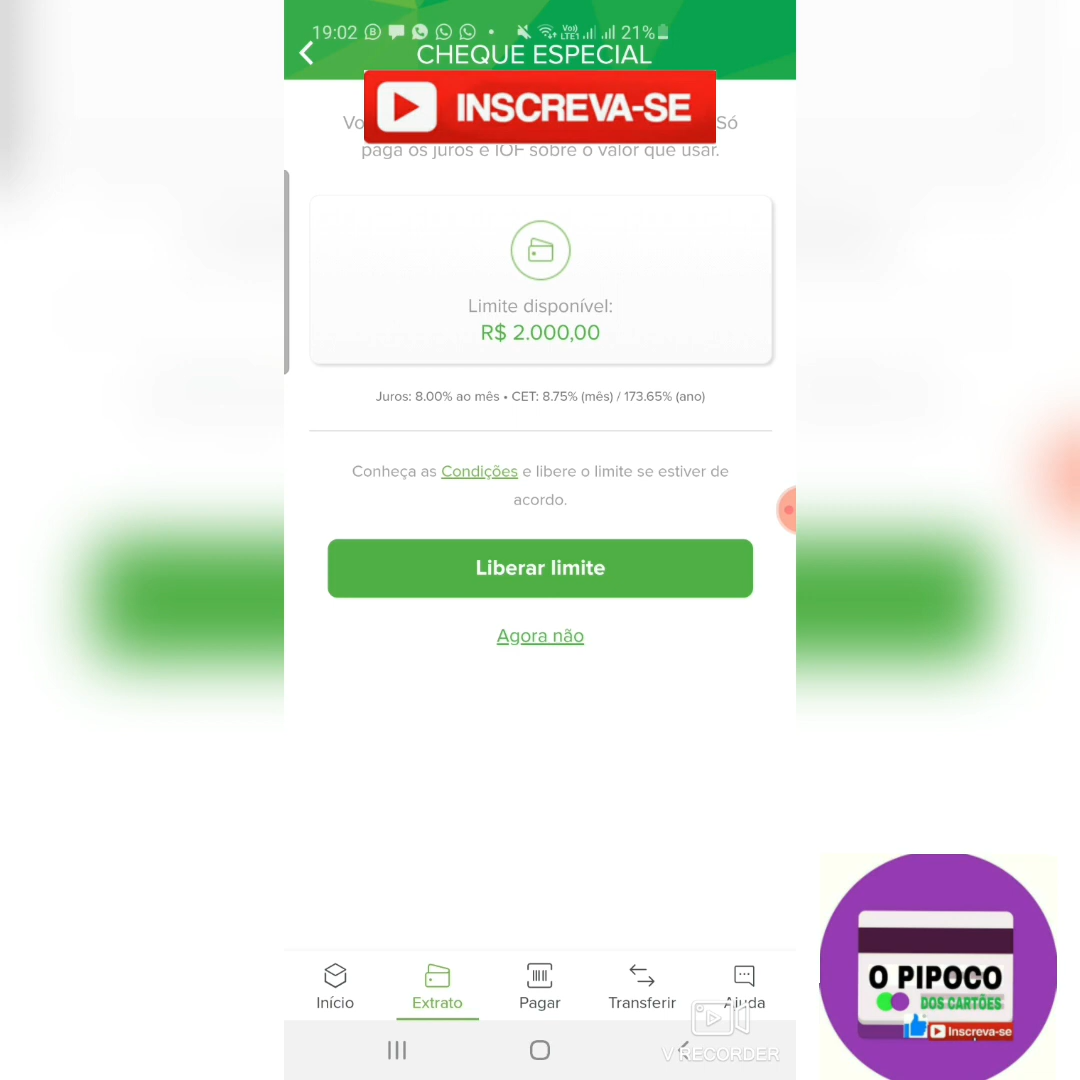 19:02
21%
CHEQUE ESPECIAL
INSCREVA-SE
Vo Só
paga os juros e IOF sobre o valor que usar.
Limite disponível:
R$ 2.000,00
Juros: 8.00% ao mês • CET: 8.75% (mês) / 173.65% (ano)
Conheça as Condições e libere o limite se estiver de
acordo.
Liberar limite
Agora não
Início
Extrato
Pagar
Transferir
Ajuda
V RECORDER
O PIPOCO
DOS CARTÕES
Inscreva-se